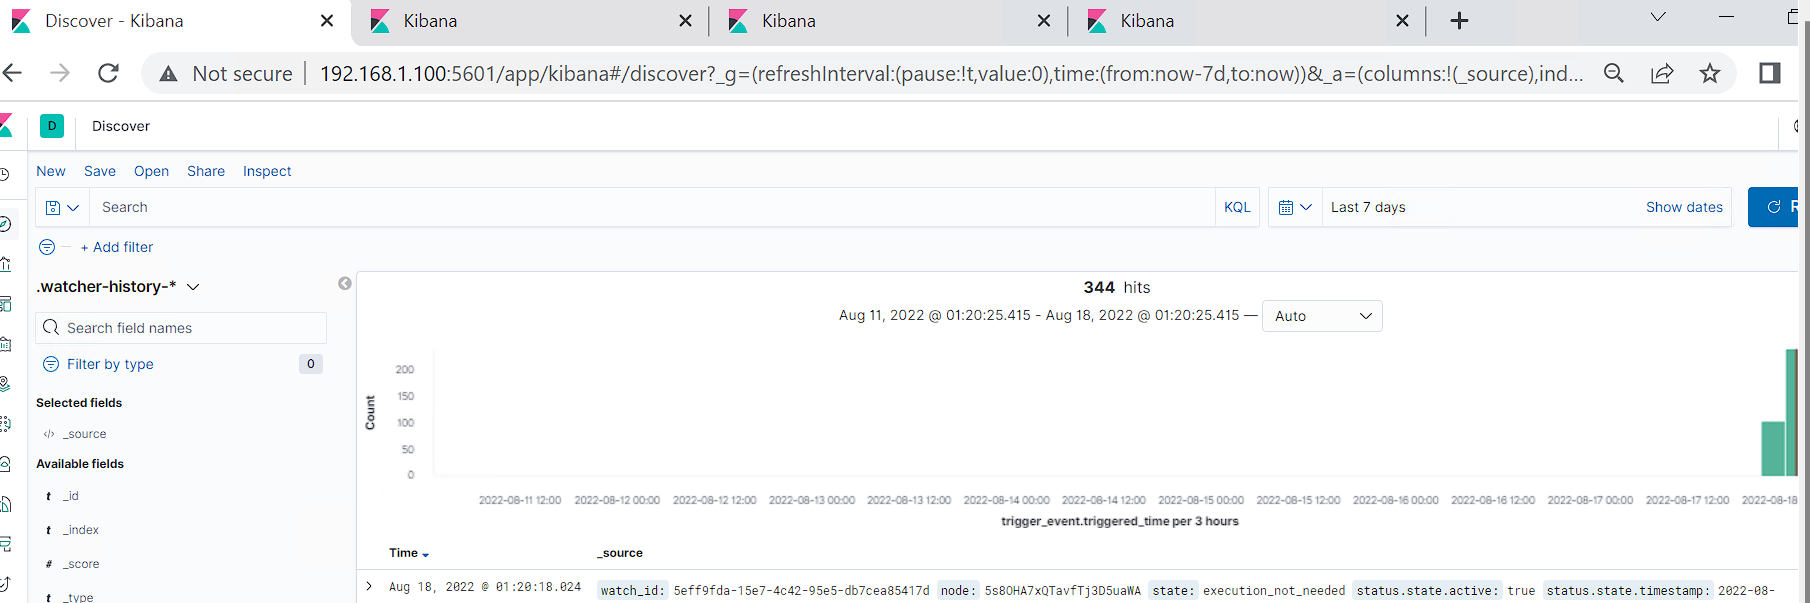 Discover - Kibana Kibana Kibana Kibana
Not secure 192.168.1.100:5601/app/kibana#/discover?_g=(refreshInterval:(pause:!t,value:0),time:(from:now-7d,to:now))&_a=(columns:!(_source),ind...
D Discover
New Save Open Share Inspect
Search KQL Last 7 days Show dates
+ Add filter
.watcher-history-*
344 hits
Search field names
Aug 11, 2022 @ 01:20:25.415 - Aug 18, 2022 @ 01:20:25.415 — Auto
Filter by type 0
Selected fields
</> _source
Available fields
t _id
t _index
# _score
t _type
Count
200
150
100
50
0
2022-08-11 12:00 2022-08-12 00:00 2022-08-12 12:00 2022-08-13 00:00 2022-08-13 12:00 2022-08-14 00:00 2022-08-14 12:00 2022-08-15 00:00 2022-08-15 12:00 2022-08-16 00:00 2022-08-16 12:00 2022-08-17 00:00 2022-08-17 12:00 2022-08-18
trigger_event.triggered_time per 3 hours
Time _source
Aug 18, 2022 @ 01:20:18.024 watch_id: 5eff9fda-15e7-4c42-95e5-db7cea85417d node: 5s8OHA7xQTavfTj3D5uaWA state: execution_not_needed status.state.active: true status.state.timestamp: 2022-08-